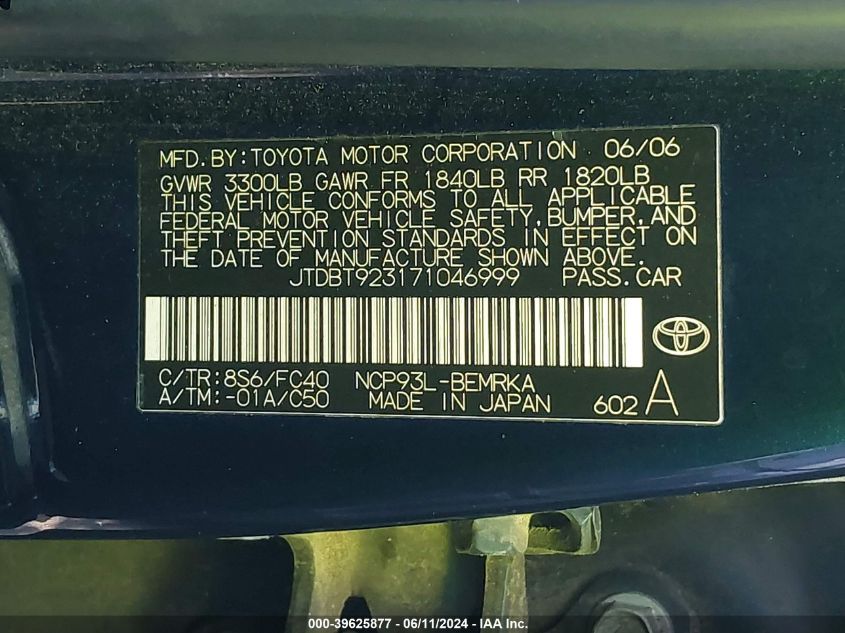 MFD.BY:TOYOTA MOTOR CORPORATION 06/06
GVWR 3300LB GAWR FR 1840LB RR 1820LB
THIS VEHICLE CONFORMS TO ALL APPLICABLE
FEDERAL MOTOR VEHICLE SAFETY,BUMPER,AND
THEFT PREVENTION STANDARDS IN EFFECT ON
THE DATE OF MANUFACTURE SHOWN ABOVE.
JTDBT923171046999 PASS.CAR
C/TR:8S6/FC40 NCP93L-BEMRKA
A/TM:-01A/C50 MADE IN JAPAN 602 A
000-39625877 - 06/11/2024 - IAA Inc.